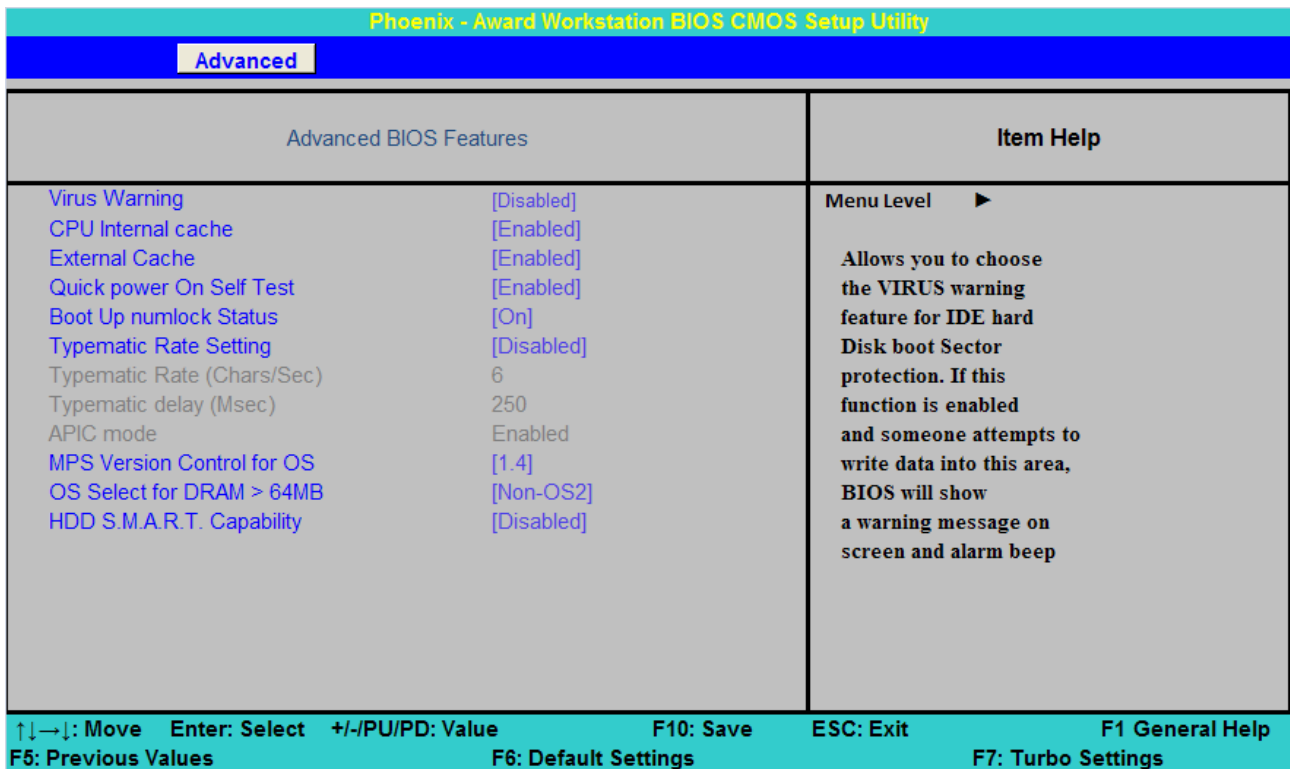 Phoenix - Award Workstation BIOS CMOS Setup Utility
Advanced
Advanced BIOS Features
Item Help
Virus Warning [Disabled]
CPU Internal cache [Enabled]
External Cache [Enabled]
Quick power On Self Test [Enabled]
Boot Up numlock Status [On]
Typematic Rate Setting [Disabled]
Typematic Rate (Chars/Sec) 6
Typematic delay (Msec) 250
APIC mode Enabled
MPS Version Control for OS [1.4]
OS Select for DRAM > 64MB [Non-OS2]
HDD S.M.A.R.T. Capability [Disabled]
Menu Level ►
Allows you to choose
the VIRUS warning
feature for IDE hard
Disk boot Sector
protection. If this
function is enabled
and someone attempts to
write data into this area,
BIOS will show
a warning message on
screen and alarm beep
↑↓→↓: Move Enter: Select +/-/PU/PD: Value F10: Save ESC: Exit F1 General Help
F5: Previous Values F6: Default Settings F7: Turbo Settings